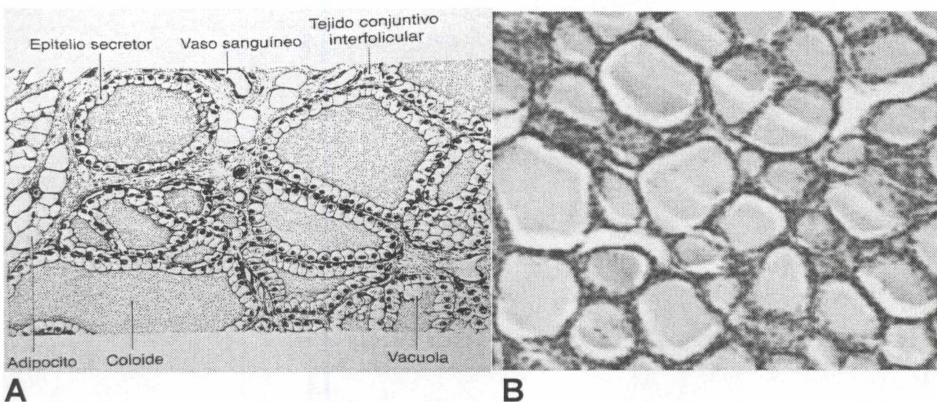 Epitelio secretor
Vaso sanguíneo
Tejido conjuntivo
interfolicular
Adipocito
Coloide
Vacuola
A
B